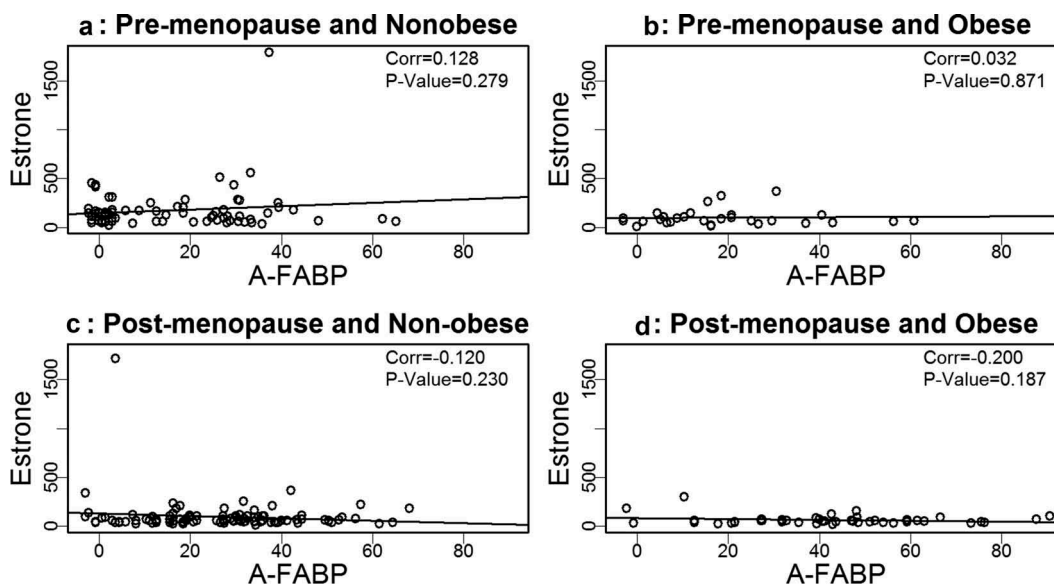 a: Pre-menopause and Nonobese
Corr=0.128
P-Value=0.279
Estrone
1500
500
0
0 20 40 60 80
A-FABP
b: Pre-menopause and Obese
Corr=0.032
P-Value=0.871
Estrone
1500
500
0
0 20 40 60 80
A-FABP
c: Post-menopause and Non-obese
Corr=-0.120
P-Value=0.230
Estrone
1500
500
0
0 20 40 60 80
A-FABP
d: Post-menopause and Obese
Corr=-0.200
P-Value=0.187
Estrone
1500
500
0
0 20 40 60 80
A-FABP